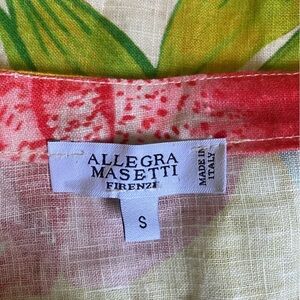 ALLEGRA
MASETTI
FIRENZE
MADE IN
ITALY
S